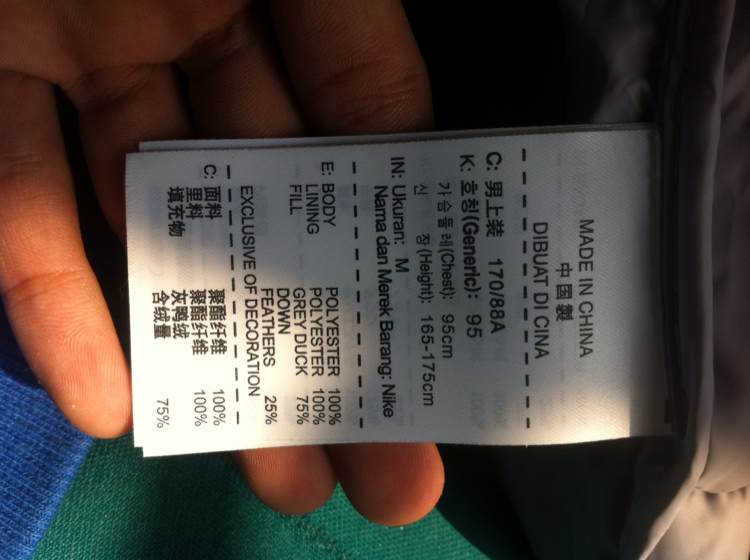 MADE IN CHINA
中国製
DIBUAT DI CINA
C: 男上装 170/88A
K: 호칭(Generic): 95
가슴둘레(Chest): 95cm
신 장(Height): 165-175cm
IN: Ukuran: M
Nama dan Merek Barang: Nike
E: BODY POLYESTER 100%
LINING POLYESTER 100%
FILL GREY DUCK 75%
DOWN
FEATHERS 25%
EXCLUSIVE OF DECORATION
C: 面料 聚酯纤维 100%
里料 聚酯纤维 100%
填充物 灰鸭绒
含绒量 75%